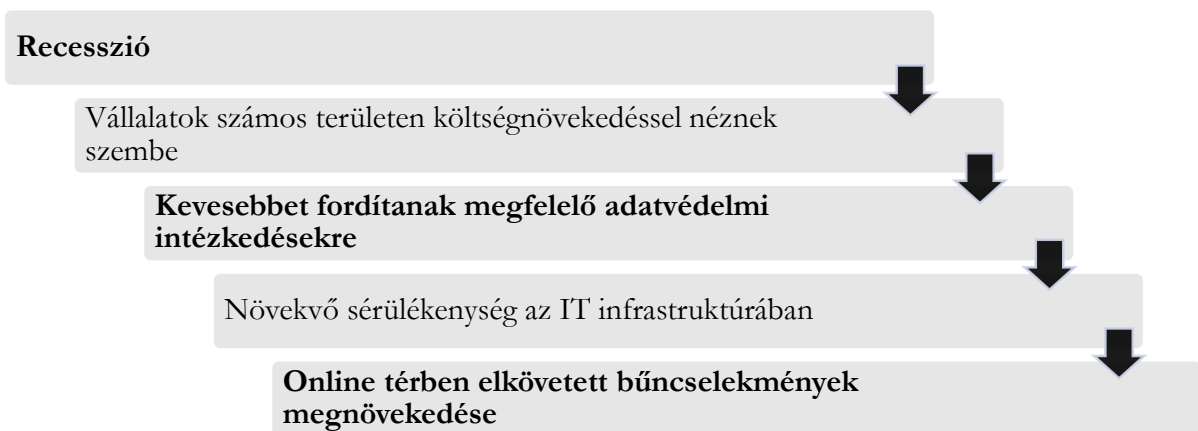 Recesszió
Vállalatok számos területen költségnövekedéssel néznek
szembe
Kevesebbet fordítanak megfelelő adatvédelmi
intézkedésekre
Növekvő sérülékenység az IT infrastruktúrában
Online térben elkövetett bűncselekmények
megnövekedése